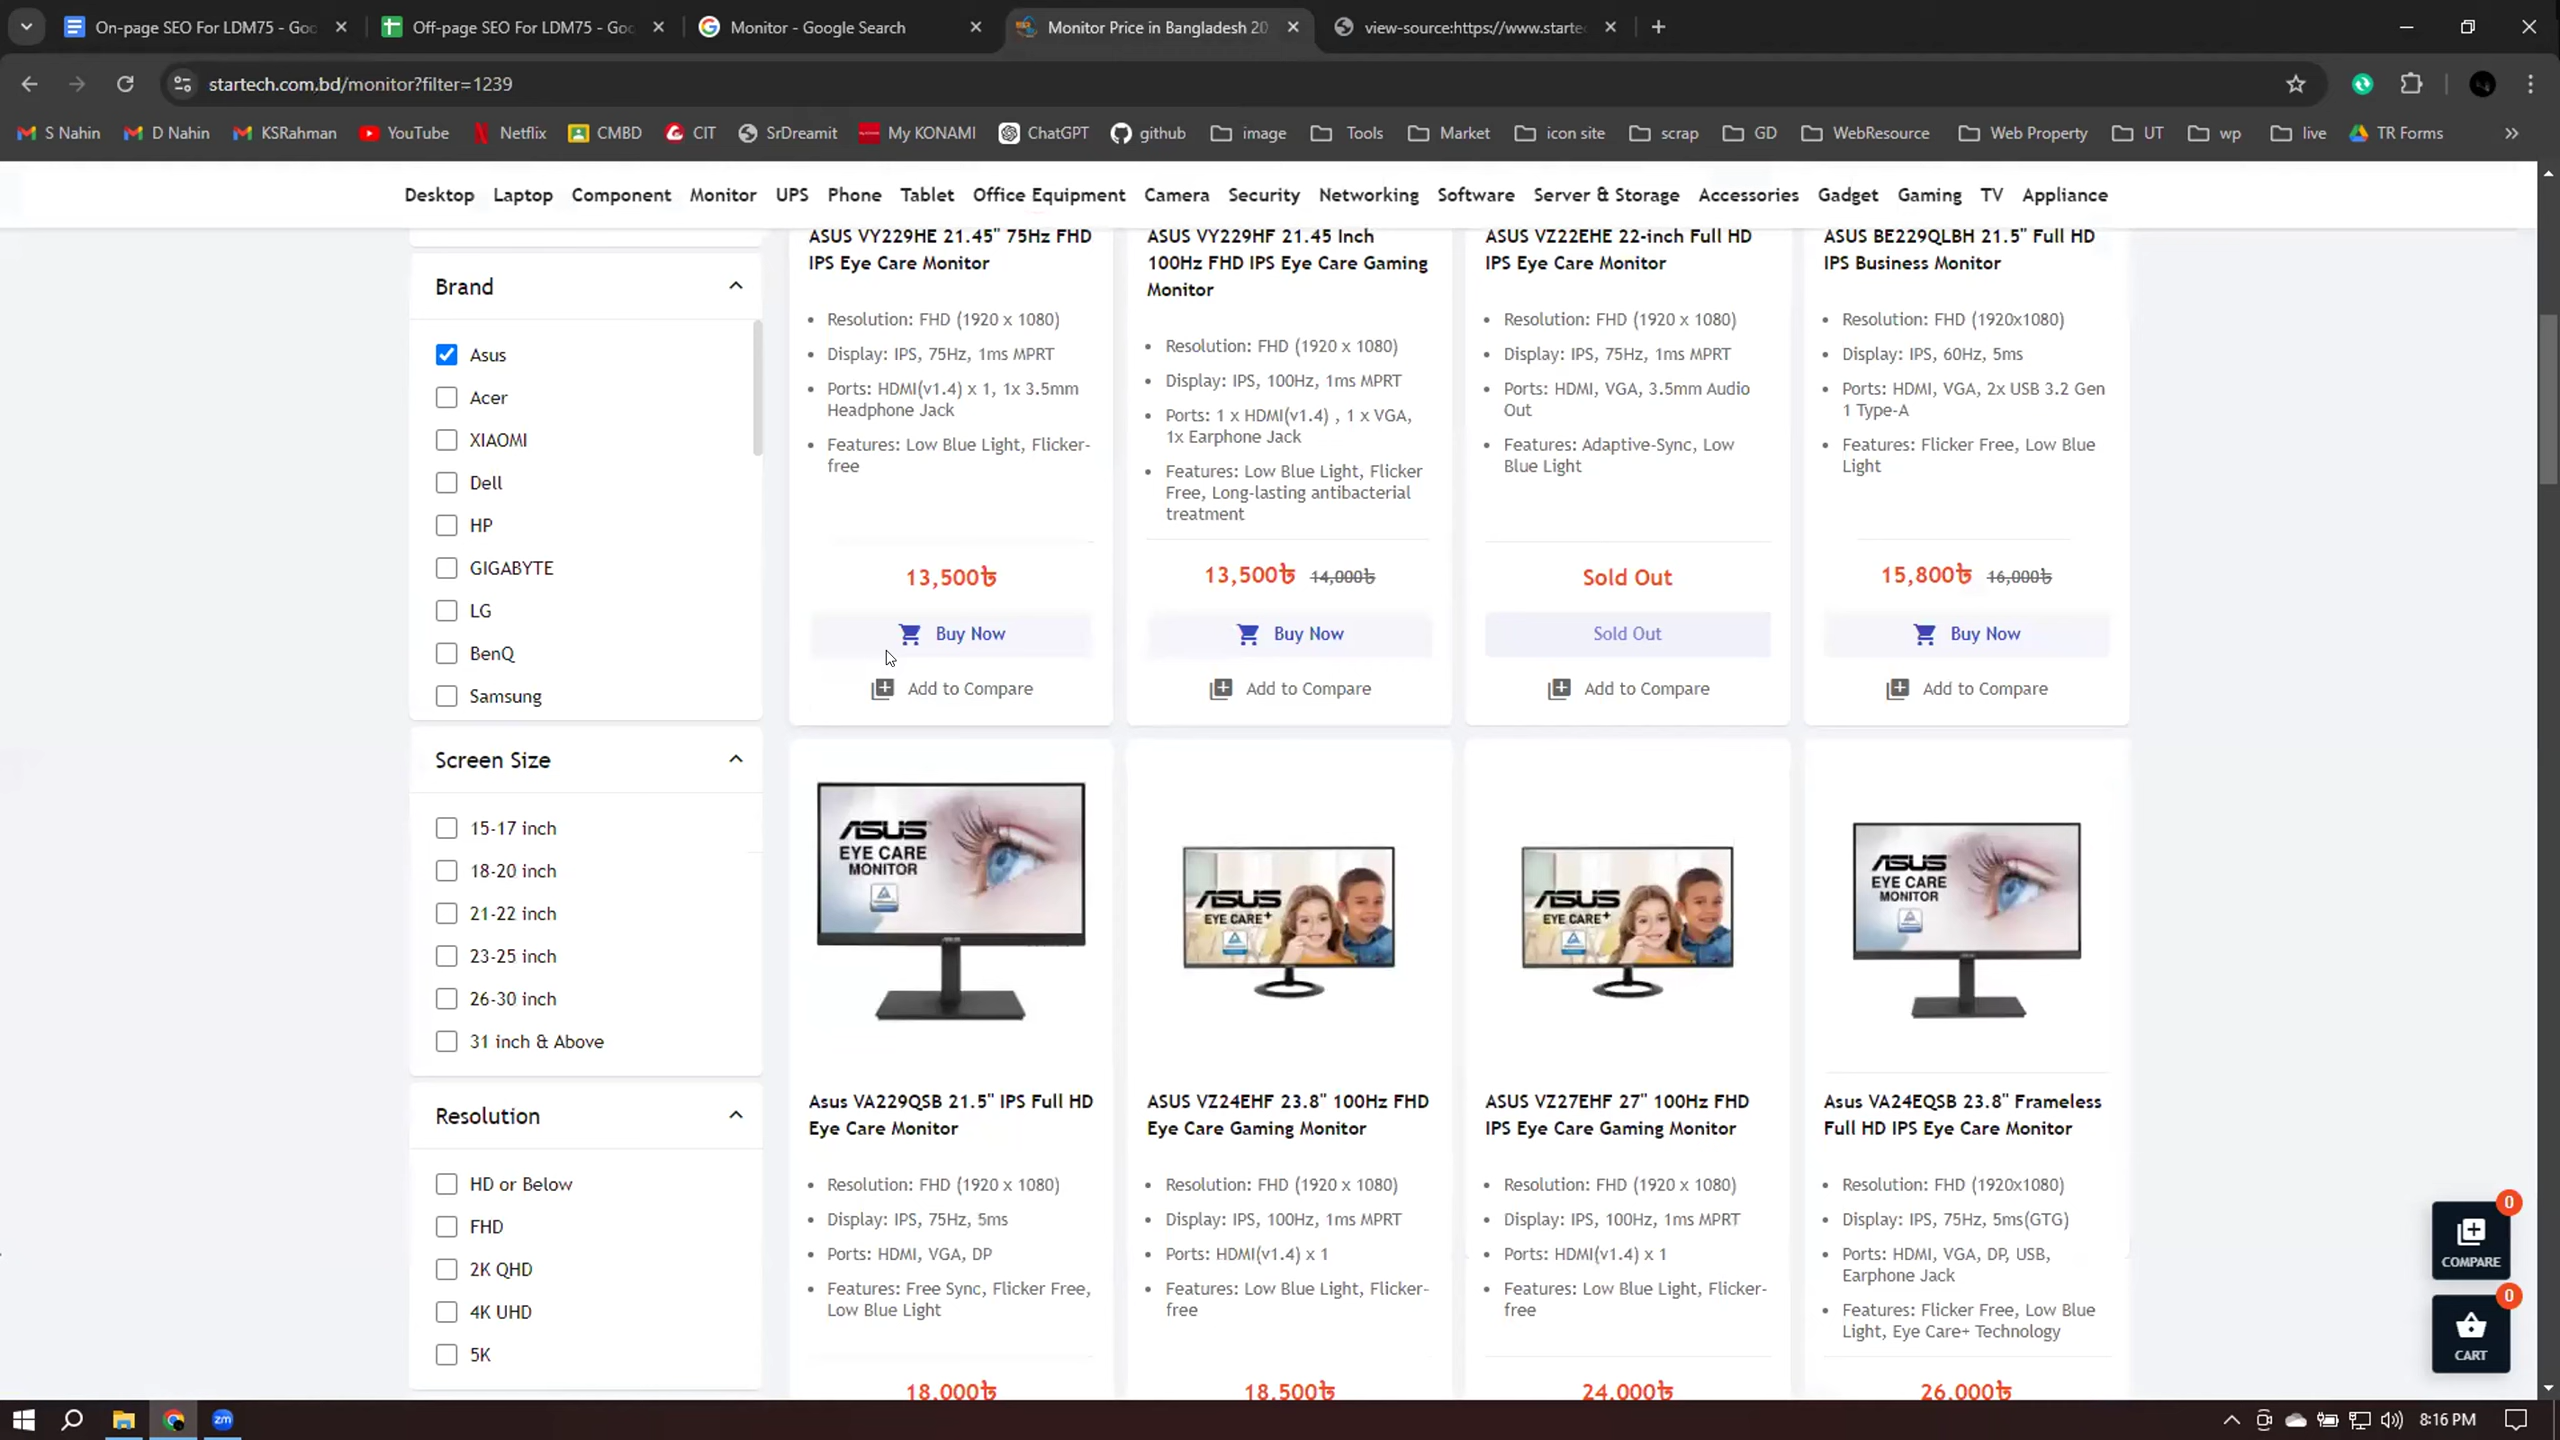 On-page SEO For LDM75 - Goo
Off-page SEO For LDM75 - Goo
Monitor - Google Search
Monitor Price in Bangladesh 20
view-source:https://www.starte
startech.com.bd/monitor?filter=1239
S Nahin
D Nahin
KSRahman
YouTube
Netflix
CMBD
CIT
SrDreamit
My KONAMI
ChatGPT
github
image
Tools
Market
icon site
scrap
GD
WebResource
Web Property
UT
wp
live
TR Forms
Desktop
Laptop
Component
Monitor
UPS
Phone
Tablet
Office Equipment
Camera
Security
Networking
Software
Server & Storage
Accessories
Gadget
Gaming
TV
Appliance
Brand
Asus
Acer
XIAOMI
Dell
HP
GIGABYTE
LG
BenQ
Samsung
Screen Size
15-17 inch
18-20 inch
21-22 inch
23-25 inch
26-30 inch
31 inch & Above
Resolution
HD or Below
FHD
2K QHD
4K UHD
5K
ASUS VY229HE 21.45" 75Hz FHD
IPS Eye Care Monitor
Resolution: FHD (1920 x 1080)
Display: IPS, 75Hz, 1ms MPRT
Ports: HDMI(v1.4) x 1, 1x 3.5mm
Headphone Jack
Features: Low Blue Light, Flicker-
free
13,500৳
Buy Now
Add to Compare
ASUS VY229HF 21.45 Inch
100Hz FHD IPS Eye Care Gaming
Monitor
Resolution: FHD (1920 x 1080)
Display: IPS, 100Hz, 1ms MPRT
Ports: 1 x HDMI(v1.4) , 1 x VGA,
1x Earphone Jack
Features: Low Blue Light, Flicker
Free, Long-lasting antibacterial
treatment
13,500৳ 14,000৳
Buy Now
Add to Compare
ASUS VZ22EHE 22-inch Full HD
IPS Eye Care Monitor
Resolution: FHD (1920 x 1080)
Display: IPS, 75Hz, 1ms MPRT
Ports: HDMI, VGA, 3.5mm Audio
Out
Features: Adaptive-Sync, Low
Blue Light
Sold Out
Sold Out
Add to Compare
ASUS BE229QLBH 21.5" Full HD
IPS Business Monitor
Resolution: FHD (1920x1080)
Display: IPS, 60Hz, 5ms
Ports: HDMI, VGA, 2x USB 3.2 Gen
1 Type-A
Features: Flicker Free, Low Blue
Light
15,800৳ 16,000৳
Buy Now
Add to Compare
ASUS
EYE CARE
MONITOR
Asus VA229QSB 21.5" IPS Full HD
Eye Care Monitor
Resolution: FHD (1920 x 1080)
Display: IPS, 75Hz, 5ms
Ports: HDMI, VGA, DP
Features: Free Sync, Flicker Free,
Low Blue Light
18,000৳
ASUS
EYE CARE+
ASUS VZ24EHF 23.8" 100Hz FHD
Eye Care Gaming Monitor
Resolution: FHD (1920 x 1080)
Display: IPS, 100Hz, 1ms MPRT
Ports: HDMI(v1.4) x 1
Features: Low Blue Light, Flicker-
free
18,500৳
ASUS
EYE CARE+
ASUS VZ27EHF 27" 100Hz FHD
IPS Eye Care Gaming Monitor
Resolution: FHD (1920 x 1080)
Display: IPS, 100Hz, 1ms MPRT
Ports: HDMI(v1.4) x 1
Features: Low Blue Light, Flicker-
free
24,000৳
ASUS
EYE CARE
MONITOR
Asus VA24EQSB 23.8" Frameless
Full HD IPS Eye Care Monitor
Resolution: FHD (1920x1080)
Display: IPS, 75Hz, 5ms(GTG)
Ports: HDMI, VGA, DP, USB,
Earphone Jack
Features: Flicker Free, Low Blue
Light, Eye Care+ Technology
26,000৳
0
COMPARE
0
CART
zm
8:16 PM